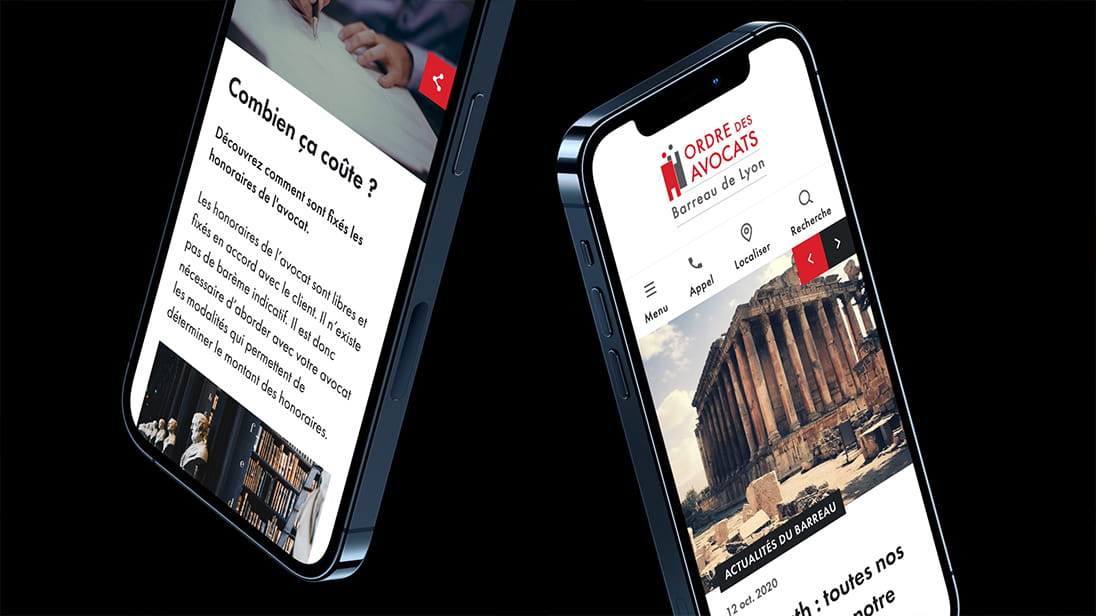 Combien ça coûte ?
Découvrez comment sont fixés les
honoraires de l'avocat.
Les honoraires de l'avocat sont libres et
fixés en accord avec le client. Il n'existe
pas de barème indicatif. Il est donc
nécessaire d'aborder avec votre avocat
les modalités qui permettent de
déterminer le montant des honoraires.
f
e
d
ORDRE DES
AVOCATS
Barreau de Lyon
Menu
Appel
Localiser
Recherche
ACTUALITÉS DU BARREAU
12 oct. 2020
: toutes nos
notre